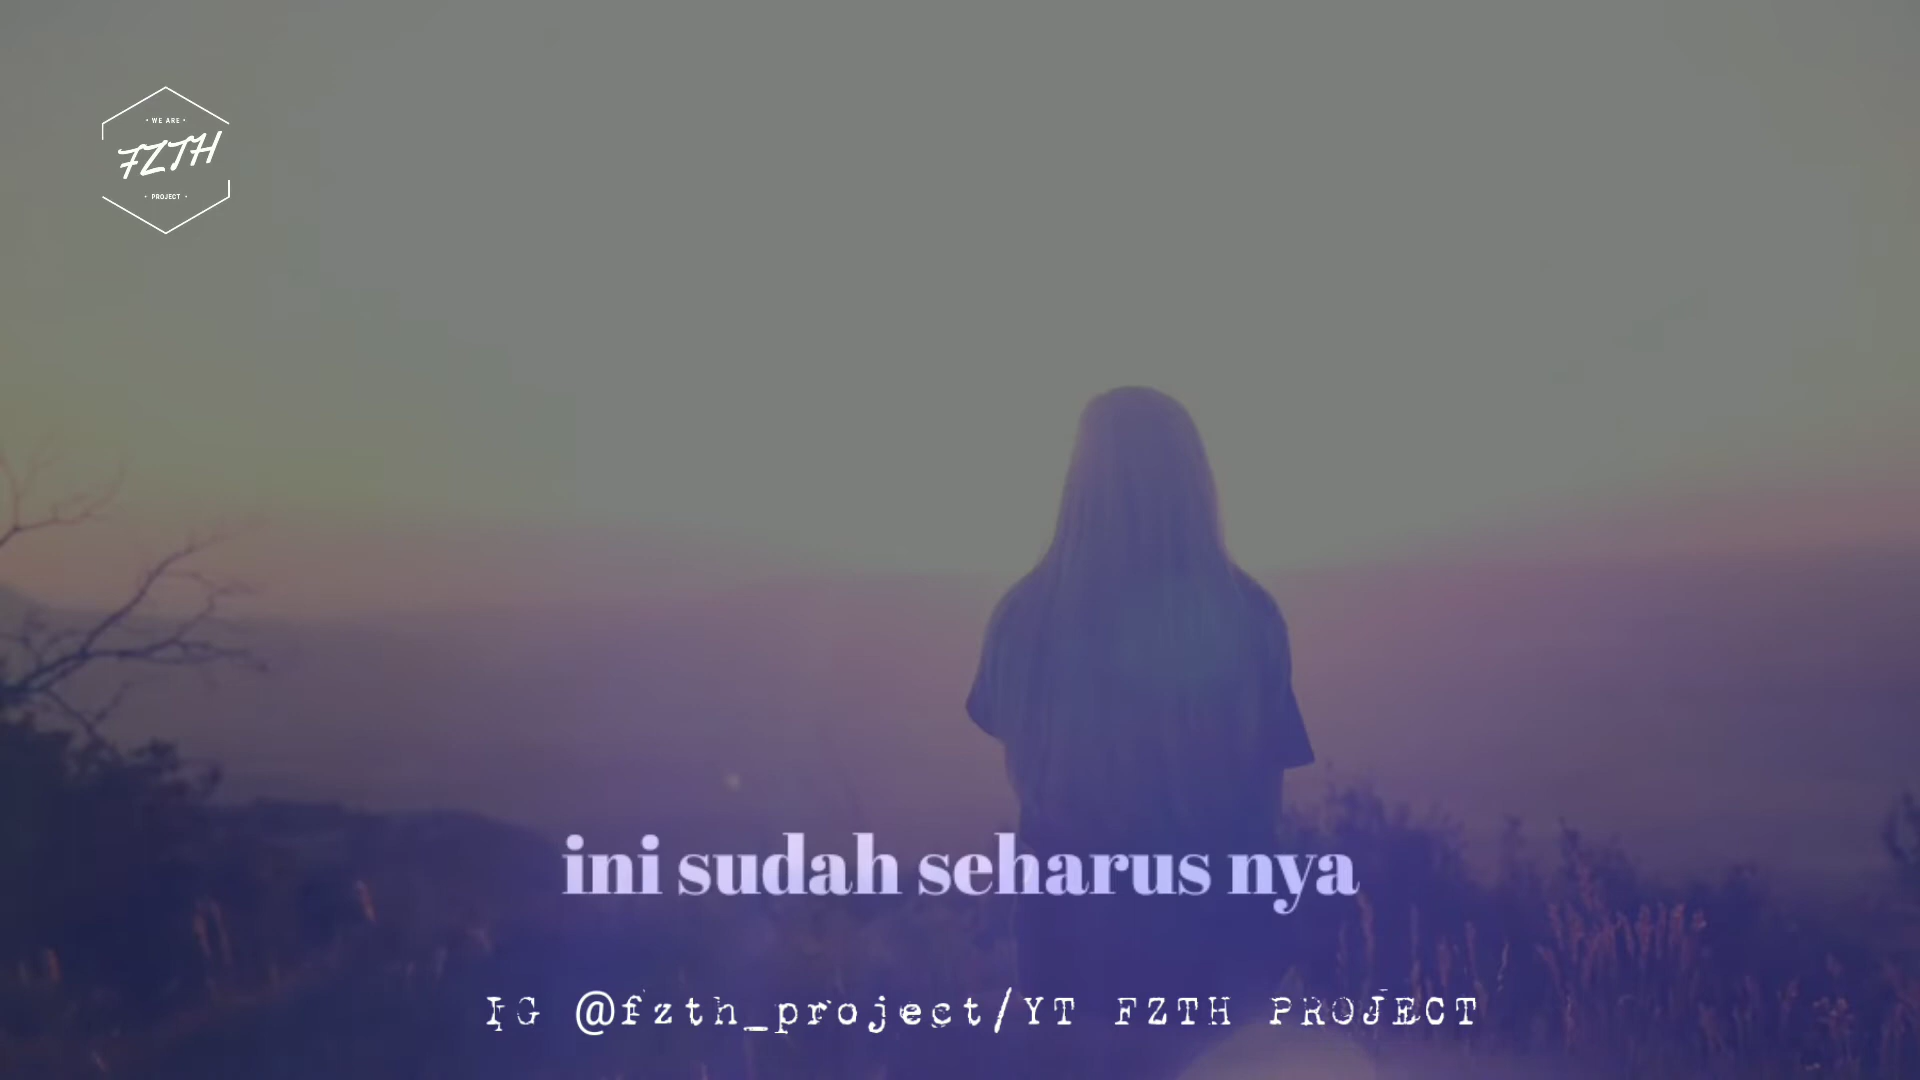 • WE ARE •
FZTH
• PROJECT •
ini sudah seharus nya
IG @fzth_project/YT FZTH PROJECT